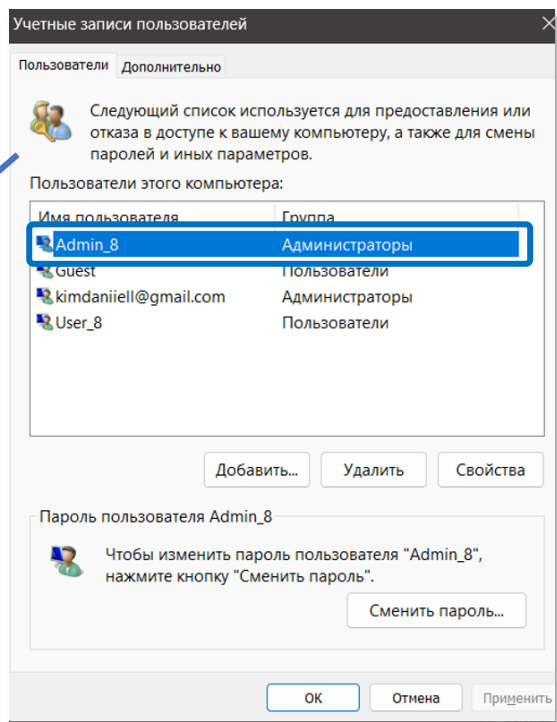 Учетные записи пользователей
Пользователи Дополнительно
Следующий список используется для предоставления или
отказа в доступе к вашему компьютеру, а также для смены
паролей и иных параметров.
Пользователи этого компьютера:
Имя пользователя Группа
Admin_8 Администраторы
Guest Пользователи
kimdaniiell@gmail.com Администраторы
User_8 Пользователи
Добавить... Удалить Свойства
Пароль пользователя Admin_8
Чтобы изменить пароль пользователя "Admin_8",
нажмите кнопку "Сменить пароль".
Сменить пароль...
ОК Отмена Применить